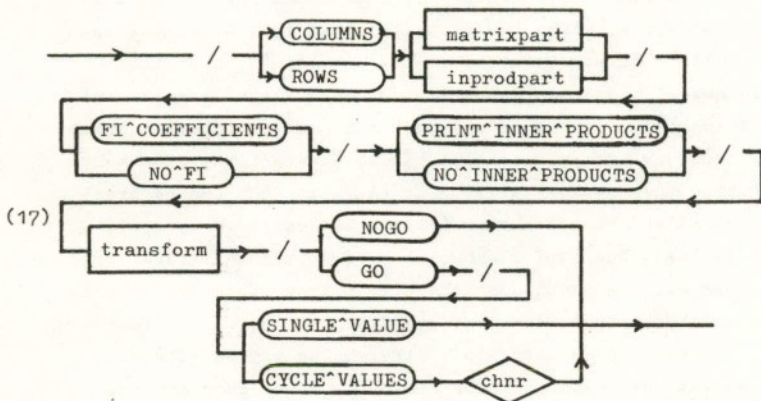 COLUMNS
matrixpart
/
/
ROWS
inprodpart
FI^COEFFICIENTS
PRINT^INNER^PRODUCTS
/
/
NO^FI
NO^INNER^PRODUCTS
(17)
NOGO
transform
/
GO
/
SINGLE^VALUE
CYCLE^VALUES
chnr